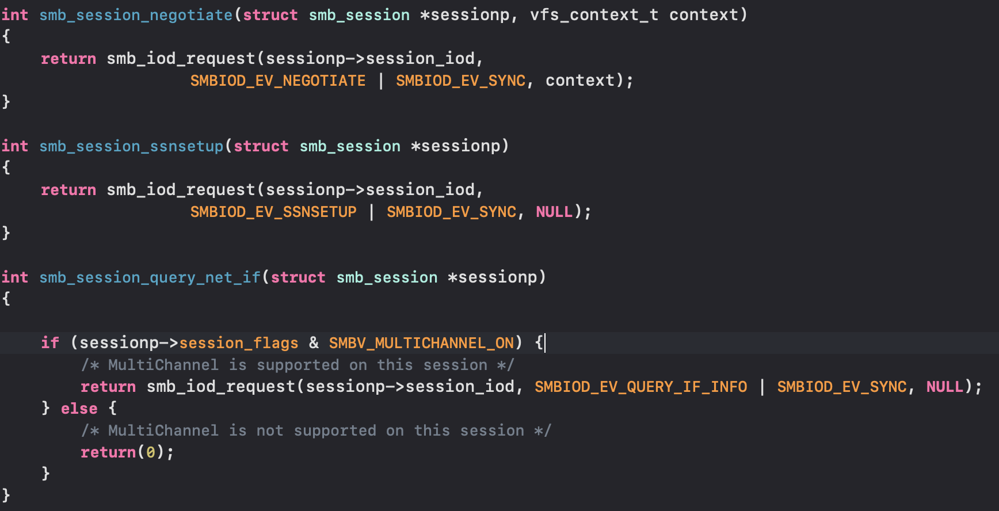 int smb_session_negotiate(struct smb_session *sessionp, vfs_context_t context)
{
    return smb_iod_request(sessionp->session_iod,
                   SMBIOD_EV_NEGOTIATE | SMBIOD_EV_SYNC, context);
}

int smb_session_ssnsetup(struct smb_session *sessionp)
{
    return smb_iod_request(sessionp->session_iod,
                   SMBIOD_EV_SSNSETUP | SMBIOD_EV_SYNC, NULL);
}

int smb_session_query_net_if(struct smb_session *sessionp)
{

    if (sessionp->session_flags & SMBV_MULTICHANNEL_ON) {
        /* MultiChannel is supported on this session */
        return smb_iod_request(sessionp->session_iod, SMBIOD_EV_QUERY_IF_INFO | SMBIOD_EV_SYNC, NULL);
    } else {
        /* MultiChannel is not supported on this session */
        return(0);
    }
}